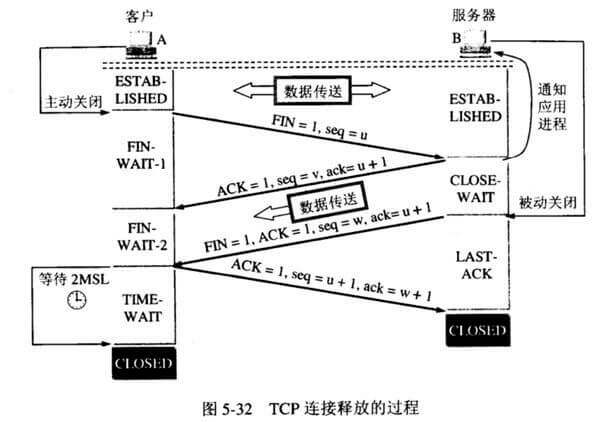 客户
服务器
A
B
ESTAB-
LISHED
数据传送
主动关闭
FIN = 1, seq = u
ESTAB-
LISHED
通知
应用
进程
FIN-
WAIT-1
ACK = 1, seq = v, ack= u + 1
CLOSE-
WAIT
数据传送
被动关闭
FIN-
WAIT-2
FIN = 1, ACK = 1, seq = w, ack= u + 1
LAST-
ACK
等待 2MSL
ACK = 1, seq = u + 1, ack = w + 1
TIME-
WAIT
CLOSED
CLOSED
图 5-32 TCP 连接释放的过程